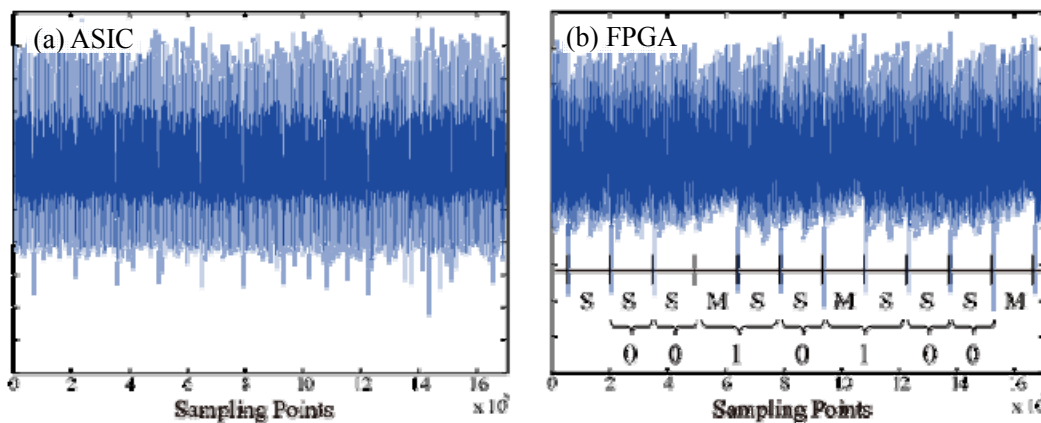 (a) ASIC
0 2 4 6 8 10 12 14 16
Sampling Points
(b) FPGA
S S S M S S M S S S M
0 0 1 0 1 0 0
0 2 4 6 8 10 12 14 16
Sampling Points